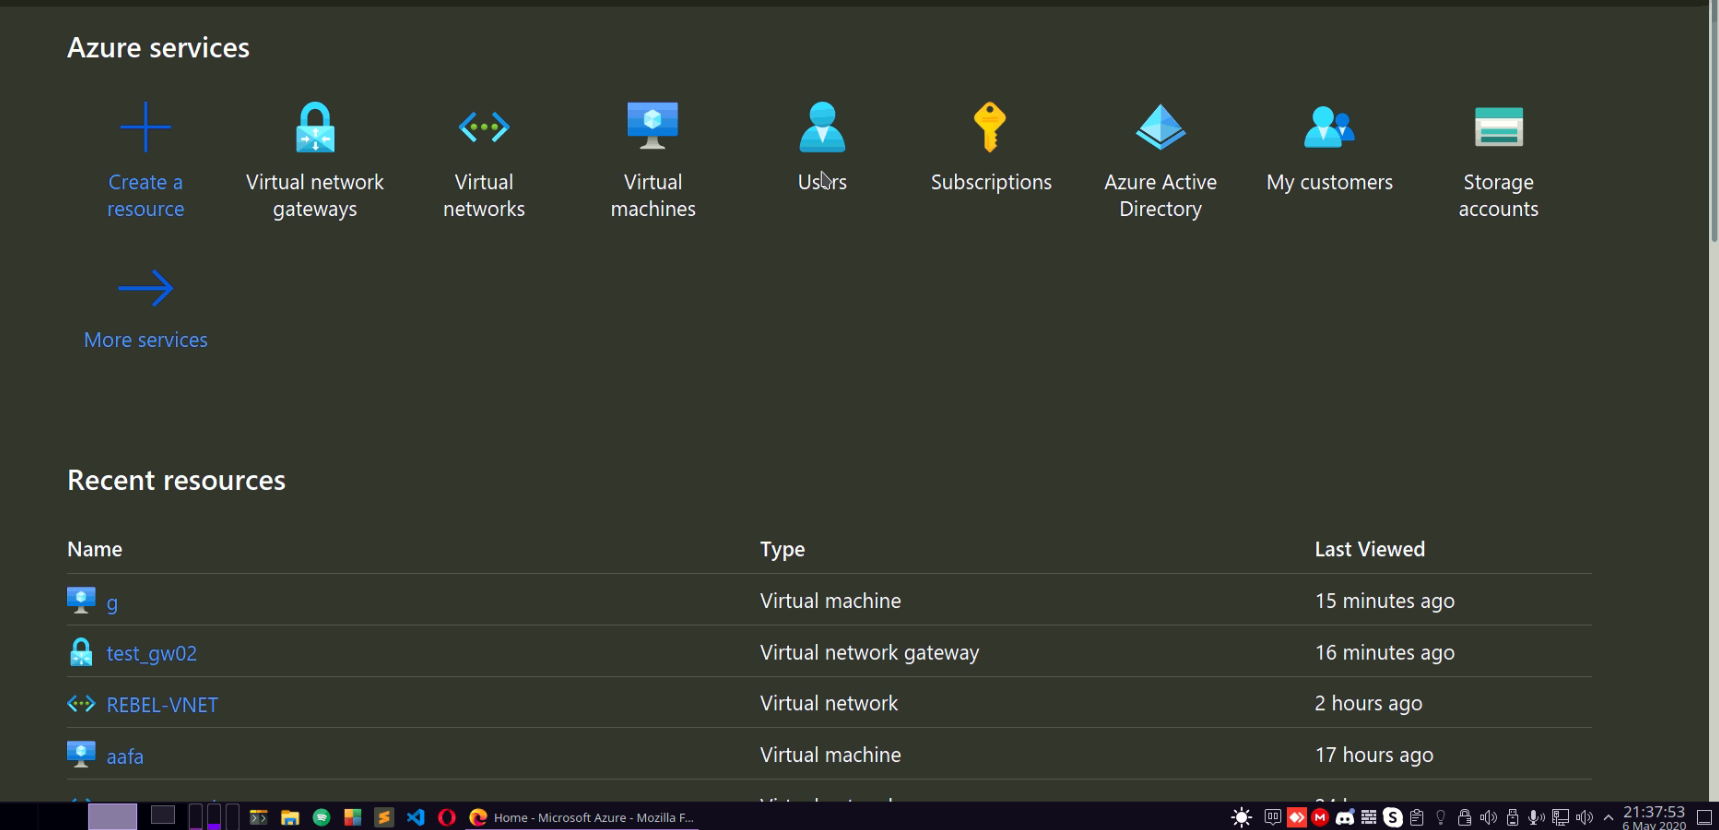 Azure services
Create a resource
Virtual network gateways
Virtual networks
Virtual machines
Users
Subscriptions
Azure Active Directory
My customers
Storage accounts
More services
Recent resources
Name Type Last Viewed
g Virtual machine 15 minutes ago
test_gw02 Virtual network gateway 16 minutes ago
REBEL-VNET Virtual network 2 hours ago
aafa Virtual machine 17 hours ago
Home - Microsoft Azure - Mozilla F...
21:37:53
6 May 2020